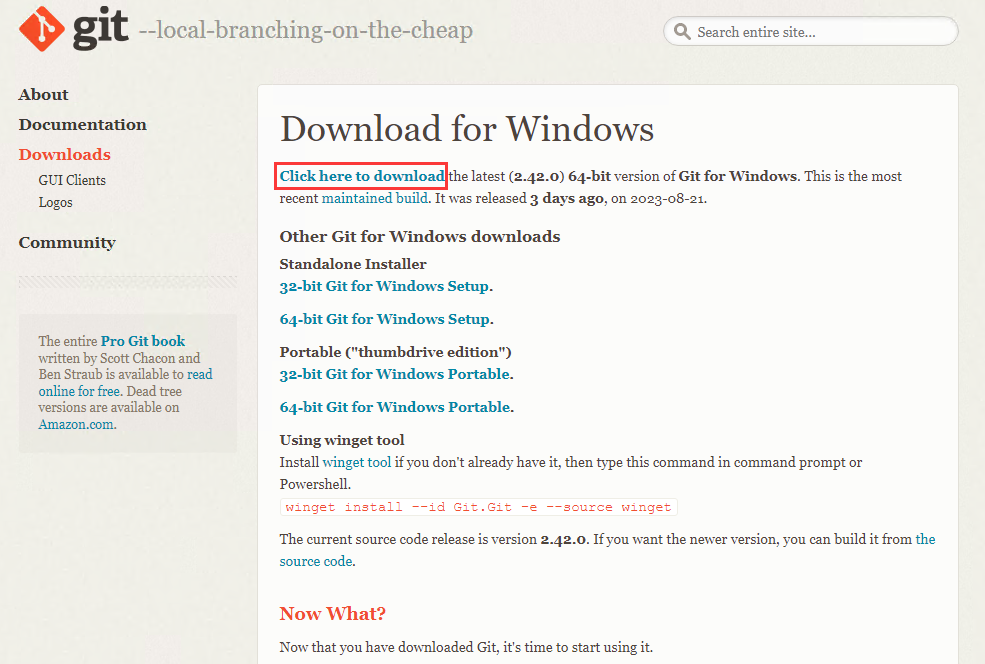 git --local-branching-on-the-cheap
Search entire site...
About
Documentation
Downloads
GUI Clients
Logos
Community
The entire Pro Git book
written by Scott Chacon and
Ben Straub is available to read
online for free. Dead tree
versions are available on
Amazon.com.
Download for Windows
Click here to download the latest (2.42.0) 64-bit version of Git for Windows. This is the most
recent maintained build. It was released 3 days ago, on 2023-08-21.
Other Git for Windows downloads
Standalone Installer
32-bit Git for Windows Setup.
64-bit Git for Windows Setup.
Portable ("thumbdrive edition")
32-bit Git for Windows Portable.
64-bit Git for Windows Portable.
Using winget tool
Install winget tool if you don't already have it, then type this command in command prompt or
Powershell.
winget install --id Git.Git -e --source winget
The current source code release is version 2.42.0. If you want the newer version, you can build it from the
source code.
Now What?
Now that you have downloaded Git, it's time to start using it.